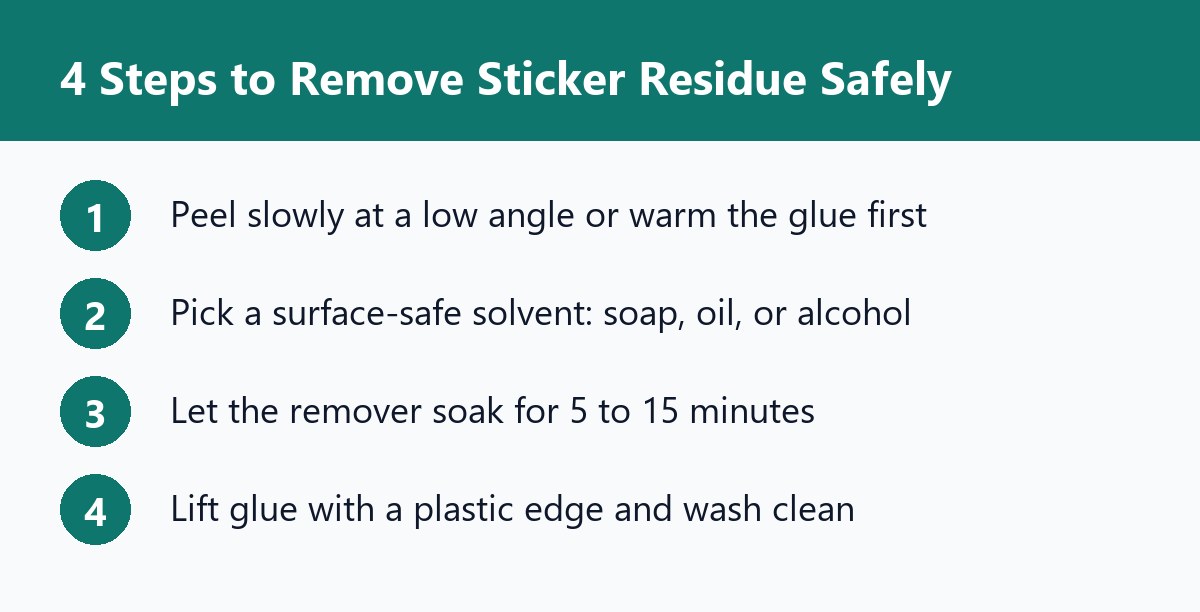 4 Steps to Remove Sticker Residue Safely
1 Peel slowly at a low angle or warm the glue first
2 Pick a surface-safe solvent: soap, oil, or alcohol
3 Let the remover soak for 5 to 15 minutes
4 Lift glue with a plastic edge and wash clean